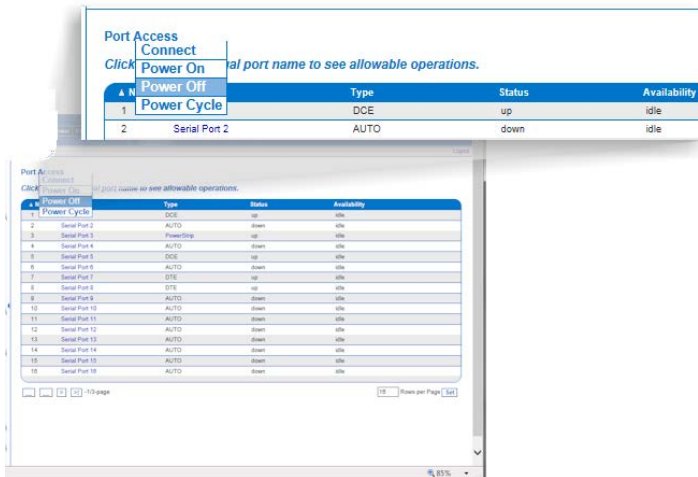 Port Access
Connect
Click al port name to see allowable operations.
Power On
Power Off
Power Cycle
▲ N Type Status Availability
1 DCE up idle
2 Serial Port 2 AUTO down idle
Logout
Port Access
Connect
Click port name to see allowable operations.
Power On
Power Off
Power Cycle
Type Status Availability
1 DCE up idle
2 Serial Port 2 AUTO down idle
3 Serial Port 3 PowerStrip up idle
4 Serial Port 4 AUTO down idle
5 Serial Port 5 DCE up idle
6 Serial Port 6 AUTO down idle
7 Serial Port 7 DTE up idle
8 Serial Port 8 DTE up idle
9 Serial Port 9 AUTO down idle
10 Serial Port 10 AUTO down idle
11 Serial Port 11 AUTO down idle
12 Serial Port 12 AUTO down idle
13 Serial Port 13 AUTO down idle
14 Serial Port 14 AUTO down idle
15 Serial Port 15 AUTO down idle
16 Serial Port 16 AUTO down idle
-1/3-page
Rows per Page Set
85%